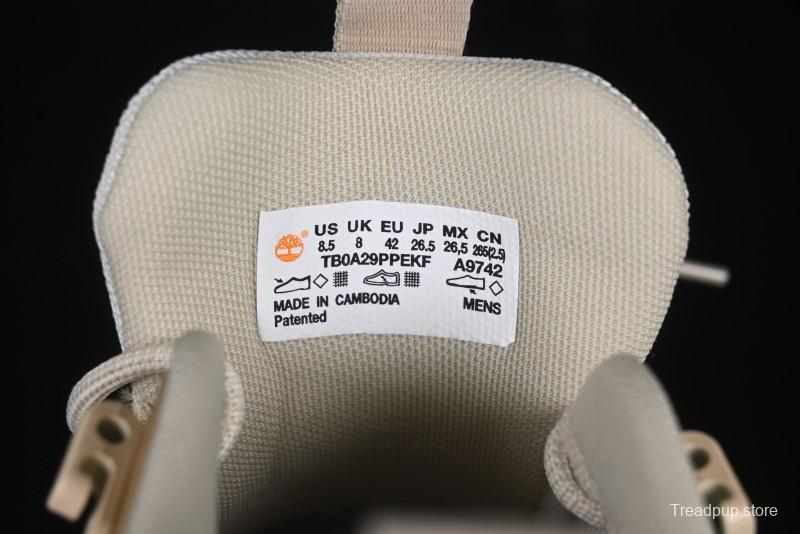 US UK EU JP MX CN
8.5 8 42 26.5 26,5 265(2.5)
TB0A29PPEKF A9742
MADE IN CAMBODIA MENS
Patented
®
Treadpup.store